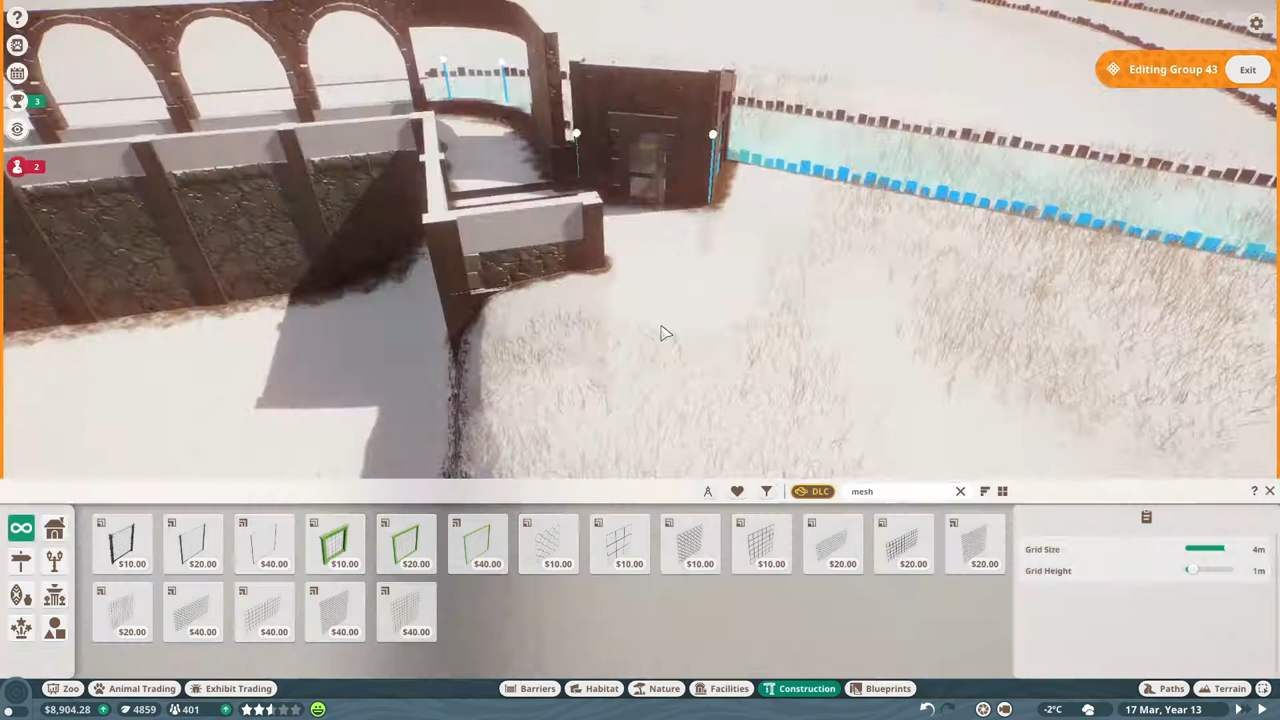 ?
Editing Group 43
Exit
3
2
DLC
mesh
?
$10.00
$20.00
$40.00
$10.00
$20.00
$40.00
$10.00
$10.00
$10.00
$10.00
$20.00
$20.00
$20.00
$20.00
$40.00
$40.00
$40.00
$40.00
Grid Size
4m
Grid Height
1m
Zoo
Animal Trading
Exhibit Trading
Barriers
Habitat
Nature
Facilities
Construction
Blueprints
Paths
Terrain
$8,904.28
4859
401
-2°C
17 Mar, Year 13